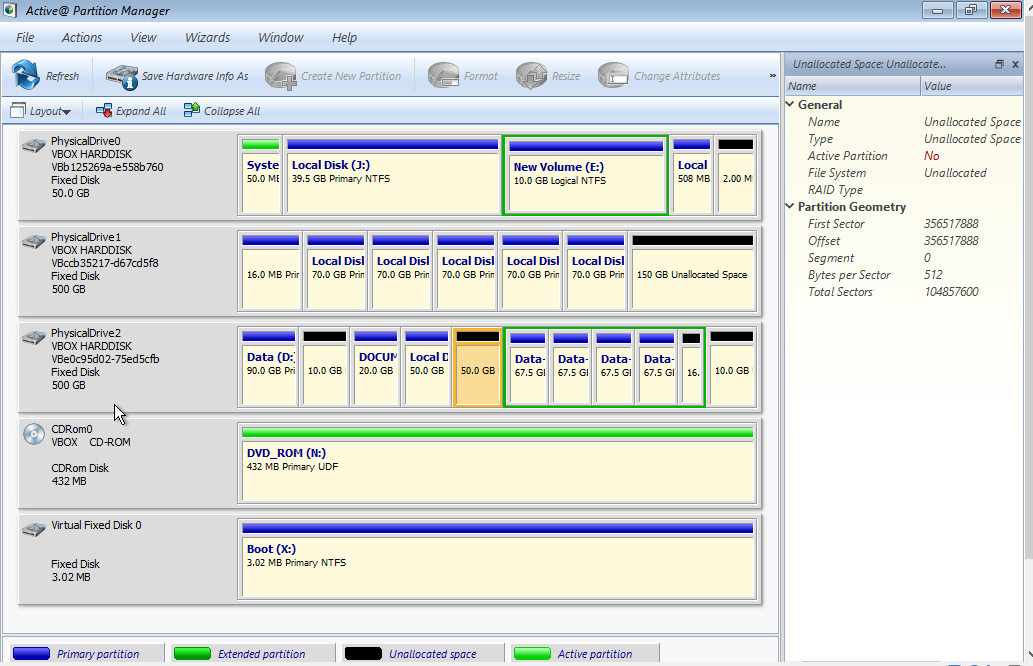 Active@ Partition Manager
File Actions View Wizards Window Help
Refresh Save Hardware Info As Create New Partition Format Resize Change Attributes »
Layout Expand All Collapse All
PhysicalDrive0
VBOX HARDDISK
VBb125269a-e558b760
Fixed Disk
50.0 GB
Syste
50.0 ME
Local Disk (J:)
39.5 GB Primary NTFS
New Volume (E:)
10.0 GB Logical NTFS
Local
508 MB
2.00 M
PhysicalDrive1
VBOX HARDDISK
VBccb35217-d67cd5f8
Fixed Disk
500 GB
16.0 MB Prir
Local Disl
70.0 GB Prin
Local Disl
70.0 GB Prin
Local Disl
70.0 GB Prin
Local Disl
70.0 GB Prin
Local Disl
70.0 GB Prin
150 GB Unallocated Space
PhysicalDrive2
VBOX HARDDISK
VBe0c95d02-75ed5cfb
Fixed Disk
500 GB
Data (D:
90.0 GB Pri
10.0 GB
DOCUM
20.0 GB
Local D
50.0 GB
50.0 GB
Data-
67.5 GI
Data-
67.5 GI
Data-
67.5 GI
Data-
67.5 GI
16.
10.0 GB
CDRom0
VBOX CD-ROM
CDRom Disk
432 MB
DVD_ROM (N:)
432 MB Primary UDF
Virtual Fixed Disk 0
Fixed Disk
3.02 MB
Boot (X:)
3.02 MB Primary NTFS
Primary partition Extended partition Unallocated space Active partition
Unallocated Space: Unallocate...
Name Value
General
Name Unallocated Space
Type Unallocated Space
Active Partition No
File System Unallocated
RAID Type
Partition Geometry
First Sector 356517888
Offset 356517888
Segment 0
Bytes per Sector 512
Total Sectors 104857600